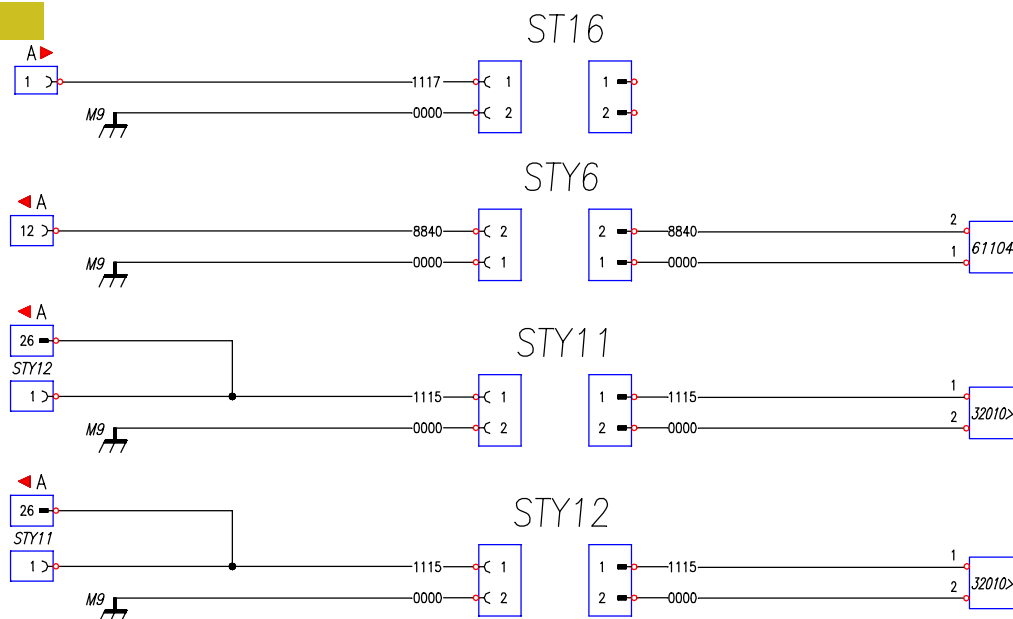 ST16
A
1 1117 1 1
M9 0000 2 2
STY6
A
12 8840 2 2 8840 2
M9 0000 1 1 0000 1 61104
STY11
A
26
STY12
1 1115 1 1 1115 1
M9 0000 2 2 0000 2 32010>
STY12
A
26
STY11
1 1115 1 1 1115 1
M9 0000 2 2 0000 2 32010>